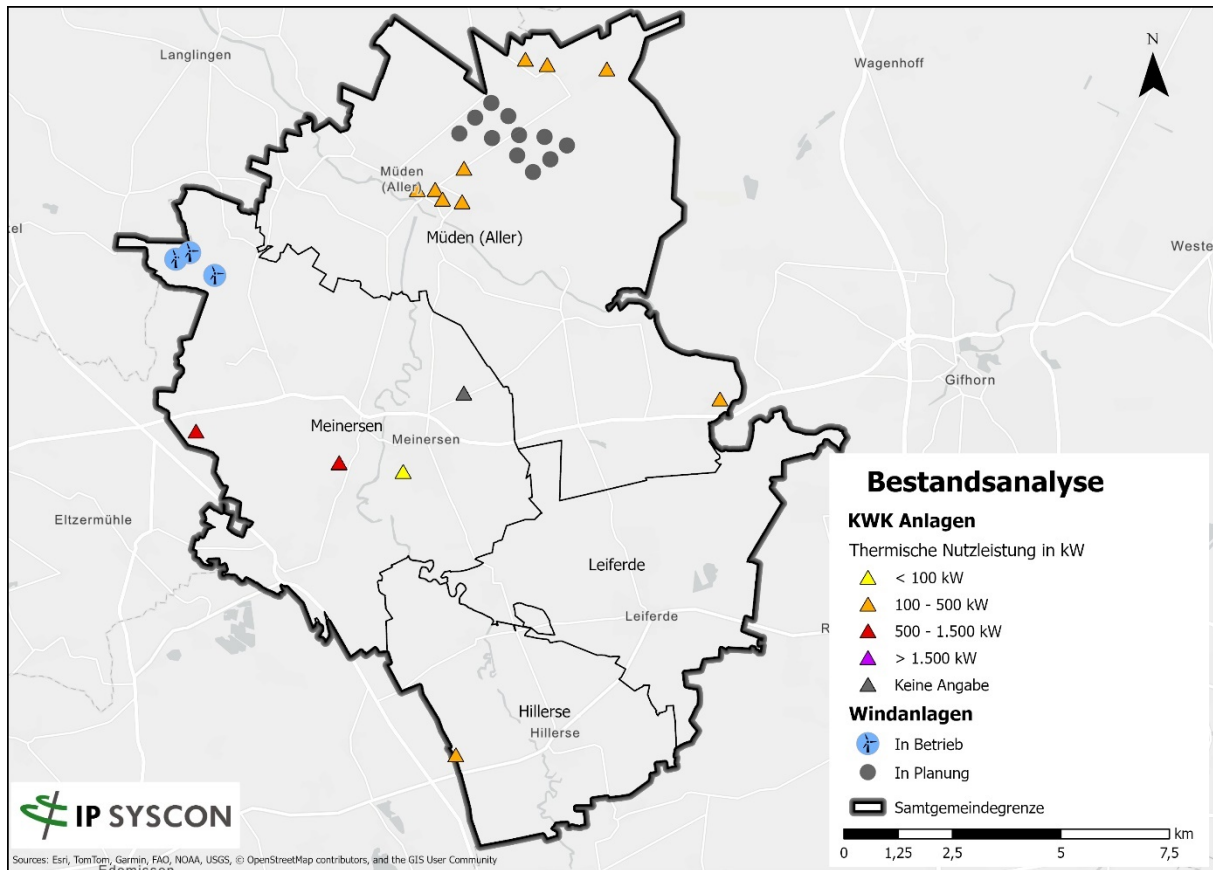 Langlingen
Wagenhoff
N
Müden
(Aller)
Müden (Aller)
kel
Weste
Gifhorn
Meinersen
Meinersen
Eltzermühle
Leiferde
Leiferde
R
Hillerse
Hillerse
Bestandsanalyse
KWK Anlagen
Thermische Nutzleistung in kW
< 100 kW
100 - 500 kW
500 - 1.500 kW
> 1.500 kW
Keine Angabe
Windanlagen
In Betrieb
In Planung
Samtgemeindegrenze
km
0 1,25 2,5 5 7,5
IP SYSCON
Sources: Esri, TomTom, Garmin, FAO, NOAA, USGS, © OpenStreetMap contributors, and the GIS User Community
Edemissen